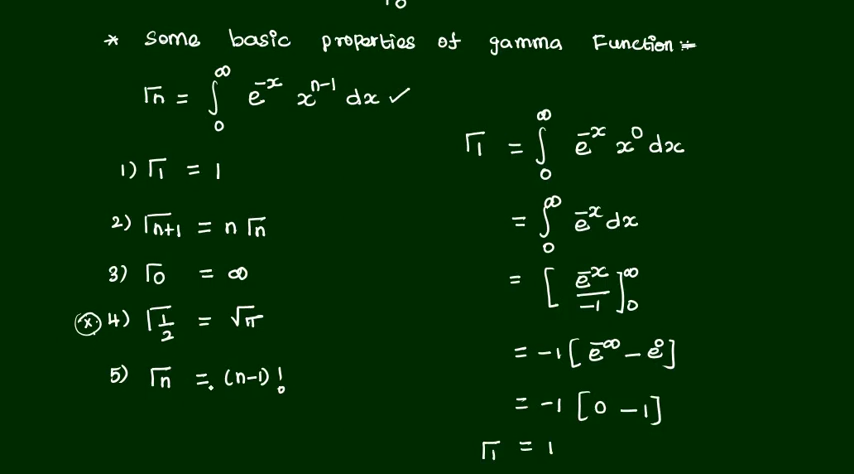 * Some basic properties of gamma Function :-
Γn = ∫₀^∞ e^-x x^n-1 dx ✓
1) Γ1 = 1
2) Γn+1 = n Γn
3) Γ0 = ∞
(x) 4) Γ1/2 = √π
5) Γn = (n-1)!
Γ1 = ∫₀^∞ e^-x x^0 dx
= ∫₀^∞ e^-x dx
= [e^-x/-1]₀^∞
= -1 [e^-∞ - e^0]
= -1 [0 - 1]
Γ1 = 1